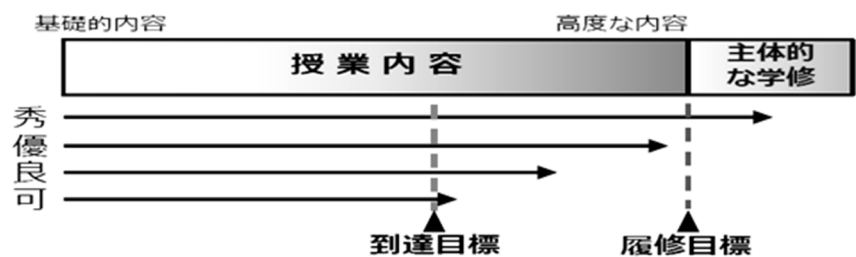 基礎的内容
高度な内容
授業内容
主体的
な学修
秀
優
良
可
到達目標
履修目標